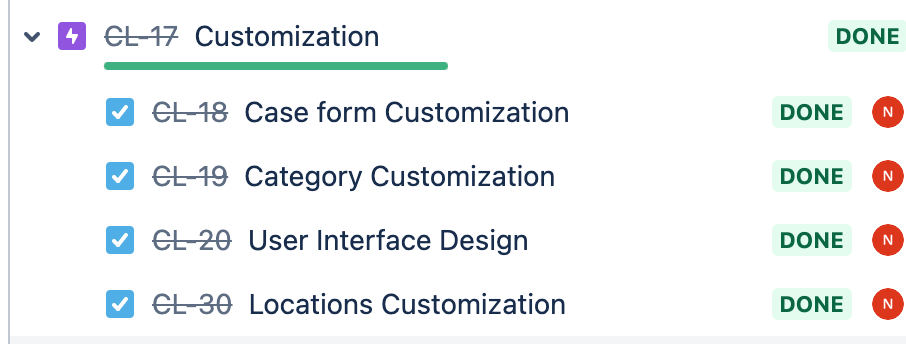 CL-17 Customization DONE
CL-18 Case form Customization DONE N
CL-19 Category Customization DONE N
CL-20 User Interface Design DONE N
CL-30 Locations Customization DONE N